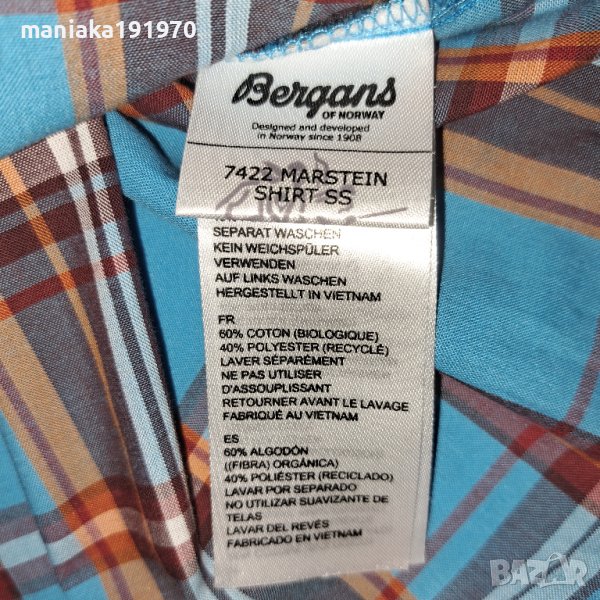 maniaka191970
Bergans
OF NORWAY
Designed and developed
in Norway since 1908
7422 MARSTEIN
SHIRT SS
SEPARAT WASCHEN
KEIN WEICHSPÜLER
VERWENDEN
AUF LINKS WASCHEN
HERGESTELLT IN VIETNAM
FR
60% COTON (BIOLOGIQUE)
40% POLYESTER (RECYCLÉ)
LAVER SÉPARÉMENT
NE PAS UTILISER
D'ASSOUPLISSANT
RETOURNER AVANT LE LAVAGE
FABRIQUÉ AU VIETNAM
ES
60% ALGODÓN
((FIBRA) ORGÁNICA)
40% POLIÉSTER (RECICLADO)
LAVAR POR SEPARADO
NO UTILIZAR SUAVIZANTE DE
TELAS
LAVAR DEL REVÉS
FABRICADO EN VIETNAM
BAZAR